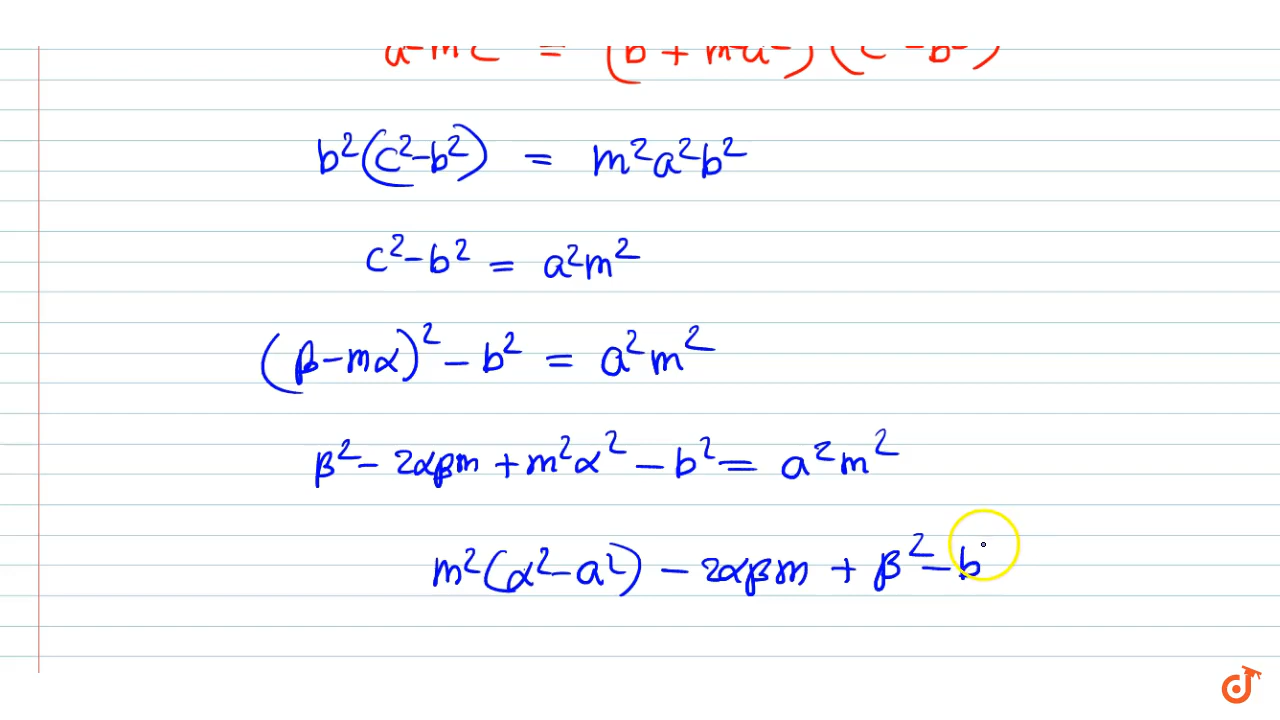 b²(c²-b²) = m²a²b²
c²-b² = a²m²
(β-mα)² - b² = a²m²
β² - 2αβm + m²α² - b² = a²m²
m²(α²-a²) - 2αβm + β² - b